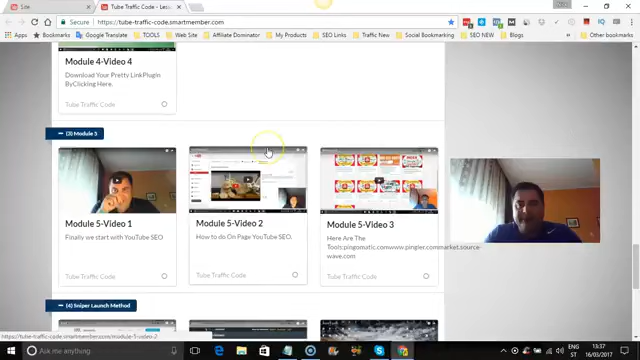 Site
Tube Traffic Code - Less
Secure
https://tube-traffic-code.smartmember.com
Apps
Bookmarks
Google Translate
TOOLS
Web Site
Affiliate Dominator
My Products
SEO Links
Traffic New
Social Bookmarking
SEO NEW
Blogs
Other bookmarks
Module 4-Video 4
Download Your Pretty LinkPlugin
ByClicking Here.
Tube Traffic Code
(3) Module 5
Module 5-Video 1
Finally we start with YouTube SEO
Tube Traffic Code
Module 5-Video 2
How to do On Page YouTube SEO.
Tube Traffic Code
Module 5-Video 3
Here Are The
Tools:pingomatic.comwww.pingler.commarket.source-
wave.com
Tube Traffic Code
(4) Sniper Launch Method
https://tube-traffic-code.smartmember.com/module-5-video-2
Ask me anything
ENG
ST
13:37
16/03/2017